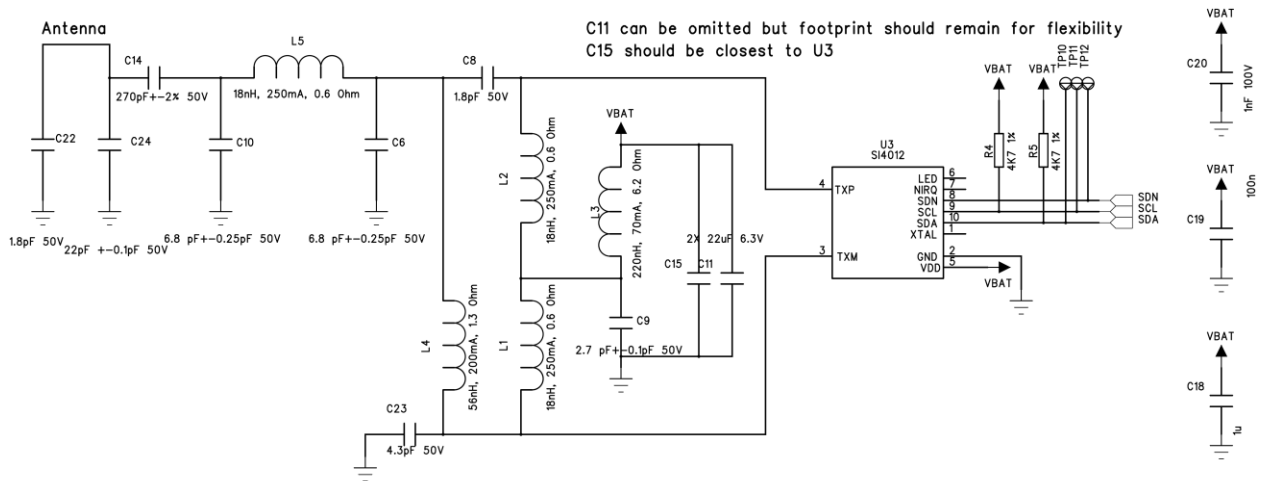 Antenna
C11 can be omitted but footprint should remain for flexibility
C15 should be closest to U3
C14
270pF+-2% 50V
L5
18nH, 250mA, 0.6 Ohm
C8
1.8pF 50V
C22
1.8pF 50V
C24
22pF +-0.1pF 50V
C10
6.8 pF+-0.25pF 50V
C6
6.8 pF+-0.25pF 50V
L2
18nH, 250mA, 0.6 Ohm
VBAT
L3
220nH, 70mA, 6.2 Ohm
2X 22uF 6.3V
C15
C11
C9
2.7 pF+-0.1pF 50V
L4
56nH, 200mA, 1.3 Ohm
L1
18nH, 250mA, 0.6 Ohm
C23
4.3pF 50V
U3
SI4012
4
TXP
3
TXM
LED
6
NIRQ
7
SDN
8
SCL
9
SDA
10
XTAL
1
GND
2
VDD
5
VBAT
VBAT
R4
4K7 1%
VBAT
R5
4K7 1%
TP10
TP11
TP12
SDN
SCL
SDA
VBAT
C20
1nF 100V
VBAT
C19
100n
VBAT
C18
1u